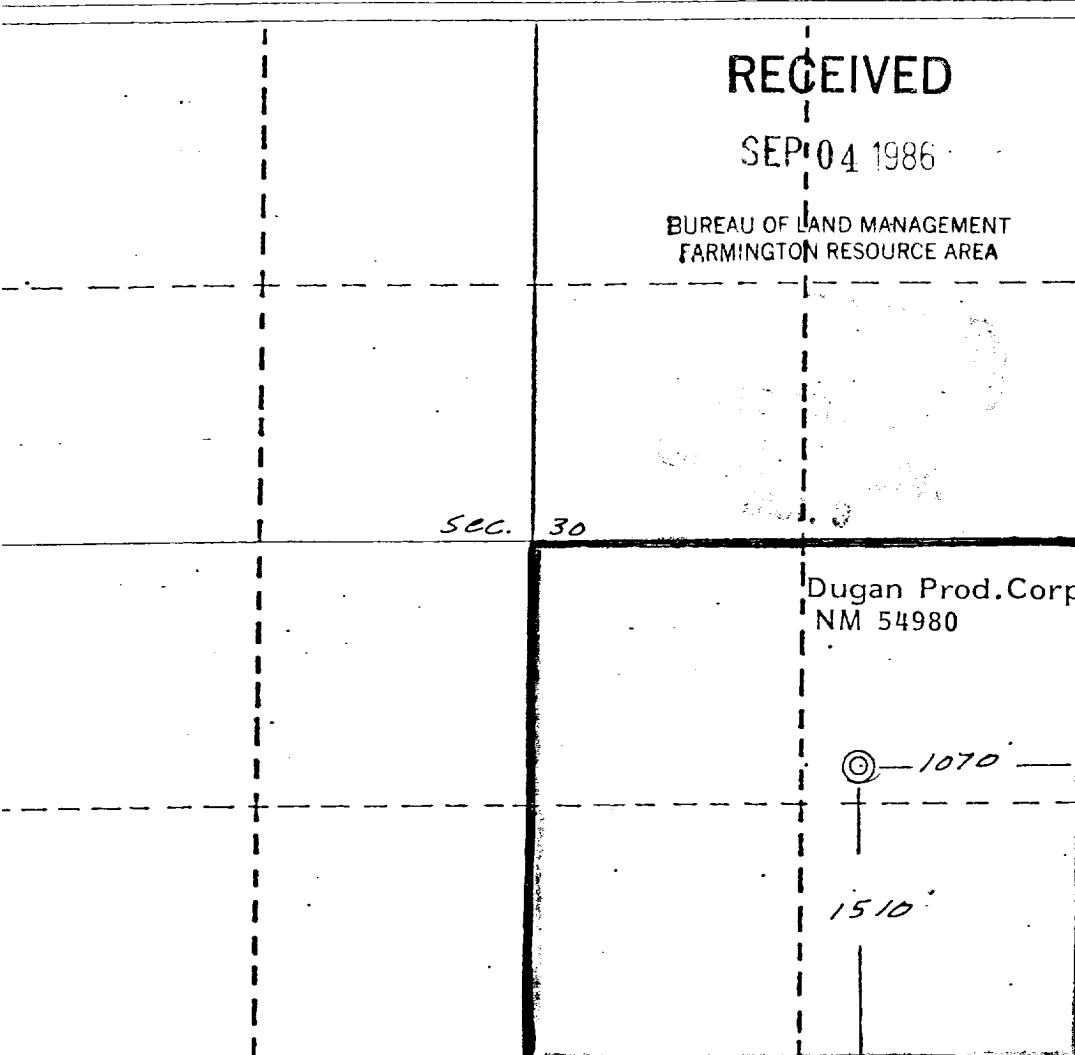 RECEIVED
SEP 04 1986
BUREAU OF LAND MANAGEMENT
FARMINGTON RESOURCE AREA
Sec. 30
Dugan Prod.Corp
NM 54980
1070'
1510'